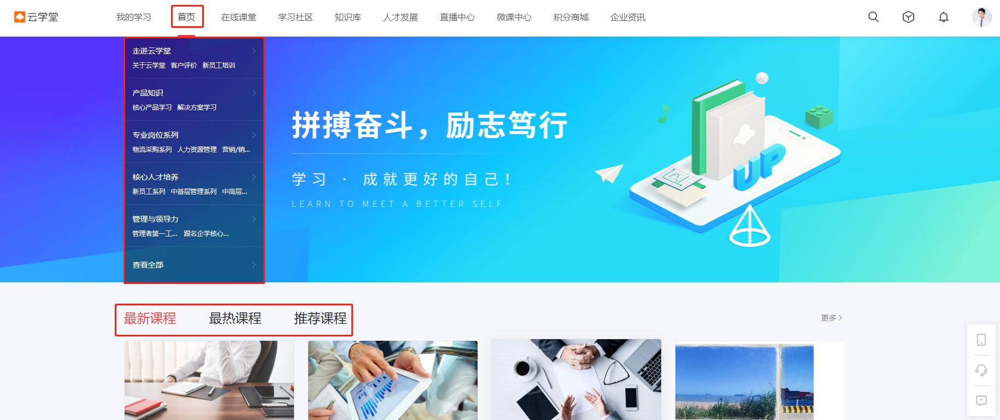 云学堂
我的学习 首页 在线课堂 学习社区 知识库 人才发展 直播中心 微课中心 积分商城 企业资讯
走进云学堂
关于云学堂 客户评价 新员工培训
产品知识
核心产品学习 解决方案学习
专业岗位系列
物流采购系列 人力资源管理 营销/销...
核心人才培养
新员工系列 中基层管理系列 中高层...
管理与领导力
管理者第一工... 跟名企学核心...
查看全部
拼搏奋斗，励志笃行
学习 · 成就更好的自己！
LEARN TO MEET A BETTER SELF
UP
最新课程 最热课程 推荐课程
更多